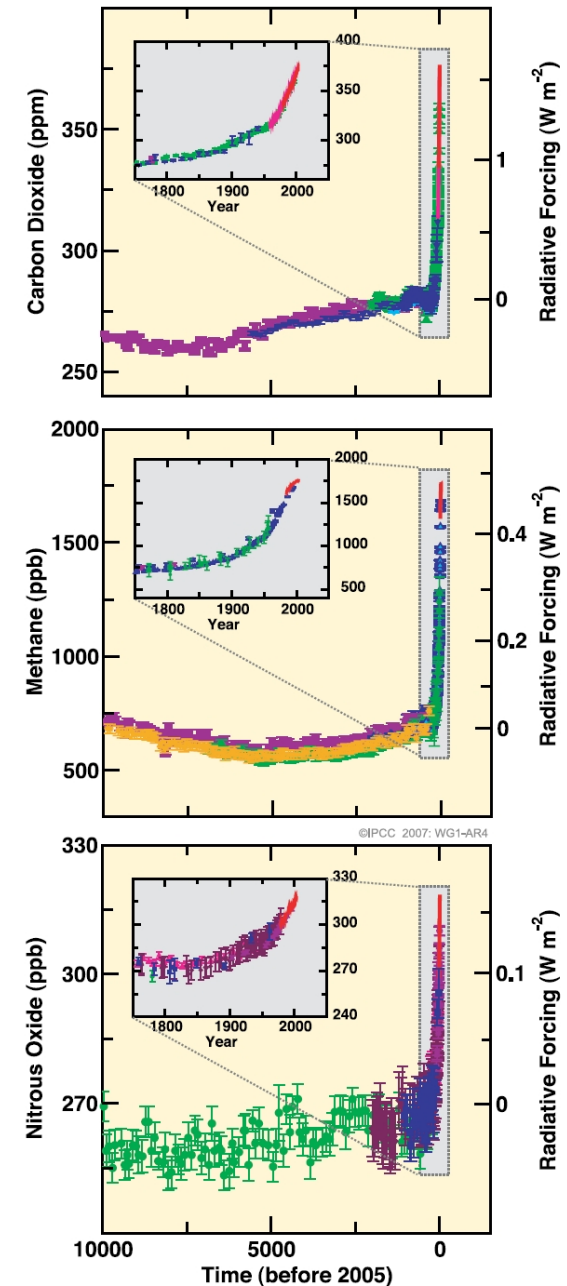 400
350
300
1800 1900 2000
Year
350
300
250
Carbon Dioxide (ppm)
1
0
Radiative Forcing (W m-2)
2000
1500
1000
500
1800 1900 2000
Year
2000
1500
1000
500
Methane (ppb)
0.4
0.2
0
Radiative Forcing (W m-2)
©IPCC 2007: WG1-AR4
330
300
270
240
1800 1900 2000
Year
330
300
270
Nitrous Oxide (ppb)
0.1
0
Radiative Forcing (W m-2)
10000 5000 0
Time (before 2005)